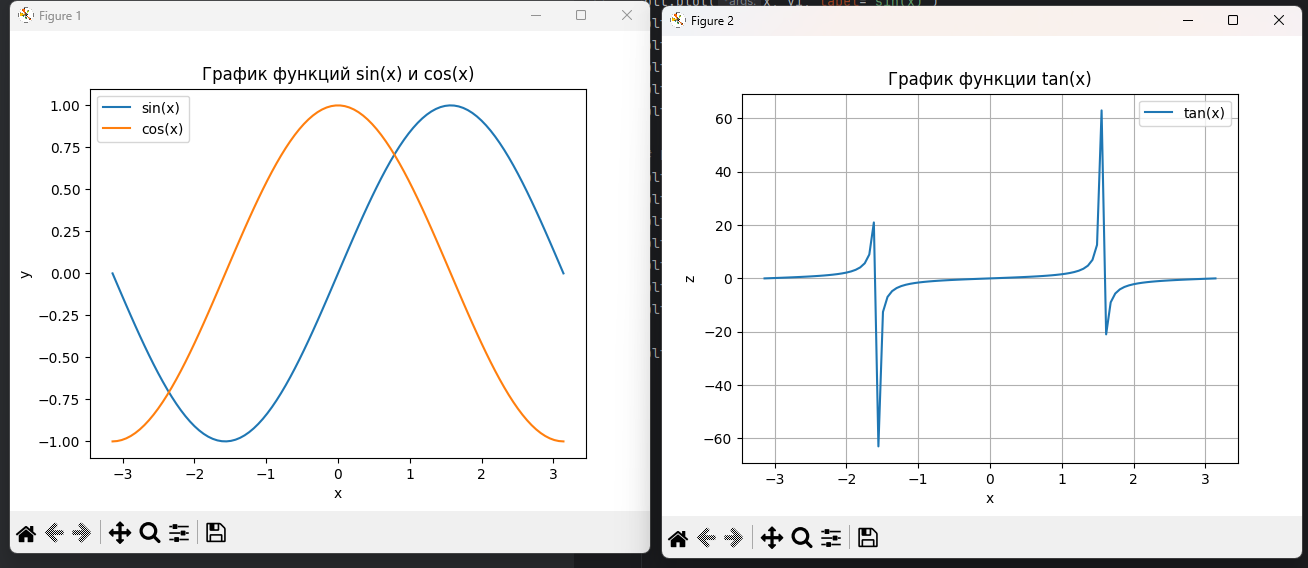 Figure 1
График функций sin(x) и cos(x)
sin(x)
cos(x)
1.00
0.75
0.50
0.25
0.00
−0.25
−0.50
−0.75
−1.00
y
−3 −2 −1 0 1 2 3
x
Figure 2
График функции tan(x)
tan(x)
60
40
20
0
−20
−40
−60
z
−3 −2 −1 0 1 2 3
x